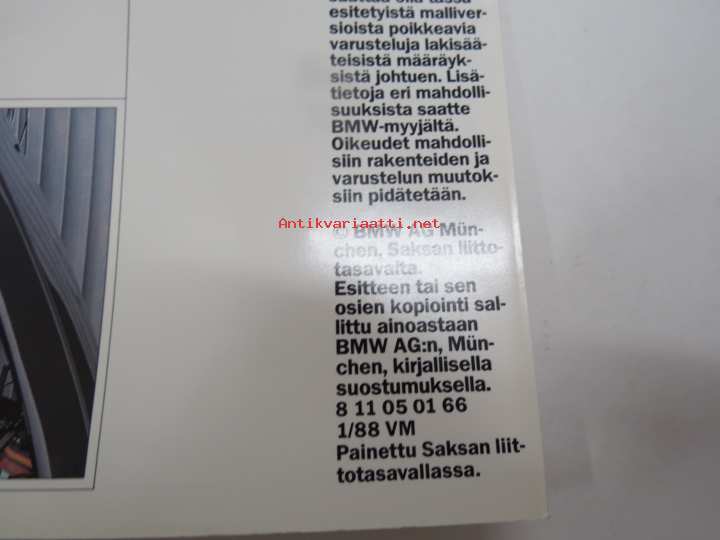 esitetyistä malliver-
sioista poikkeavia
varusteluja lakisää-
teisistä määräyk-
sistä johtuen. Lisä-
tietoja eri mahdolli-
suuksista saatte
BMW-myyjältä.
Oikeudet mahdolli-
siin rakenteiden ja
varustelun muutok-
siin pidätetään.
Antikvariaatti.net
© BMW AG Mün-
chen, Saksan liitto-
tasavalta.
Esitteen tai sen
osien kopiointi sal-
littu ainoastaan
BMW AG:n, Mün-
chen, kirjallisella
suostumuksella.
8 11 05 01 66
1/88 VM
Painettu Saksan liit-
totasavallassa.